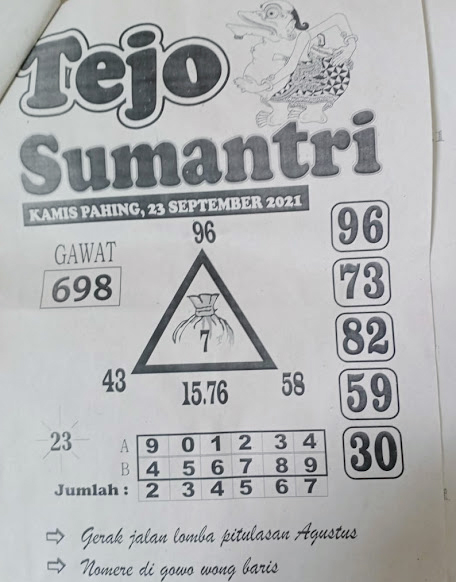 Tejo
Sumantri
KAMIS PAHING, 23 SEPTEMBER 2021
96
GAWAT
698
7
43
15.76
58
96
73
82
59
30
23
A 9 0 1 2 3 4
B 4 5 6 7 8 9
Jumlah : 2 3 4 5 6 7
⇨ Gerak jalan lomba pitulasan Agustus
⇨ Nomere di gowo wong baris